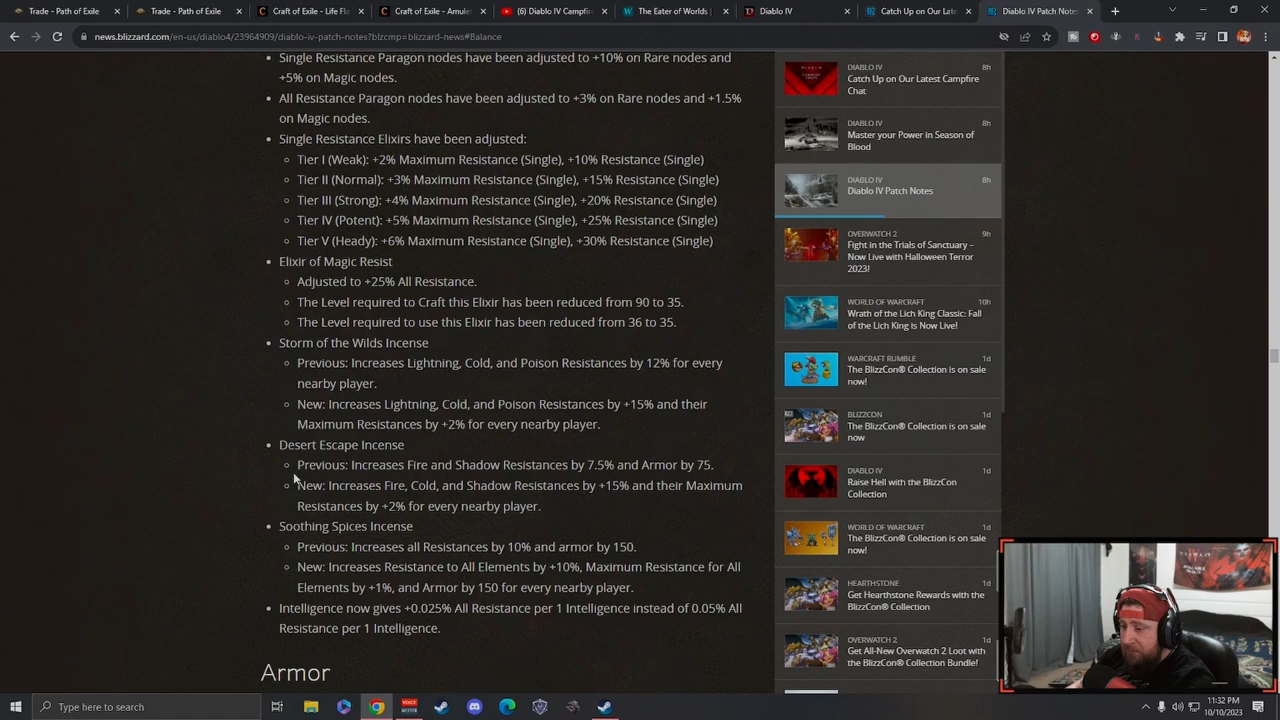 Trade - Path of Exile
Trade - Path of Exile
Craft of Exile - Life Fla
Craft of Exile - Amule
(6) Diablo IV Campfir
The Eater of Worlds
Diablo IV
Catch Up on Our Late
Diablo IV Patch Notes
news.blizzard.com/en-us/diablo4/23964909/diablo-iv-patch-notes?blzcmp=blizzard-news#Balance
Single Resistance Paragon nodes have been adjusted to +10% on Rare nodes and
+5% on Magic nodes.
All Resistance Paragon nodes have been adjusted to +3% on Rare nodes and +1.5%
on Magic nodes.
Single Resistance Elixirs have been adjusted:
Tier I (Weak): +2% Maximum Resistance (Single), +10% Resistance (Single)
Tier II (Normal): +3% Maximum Resistance (Single), +15% Resistance (Single)
Tier III (Strong): +4% Maximum Resistance (Single), +20% Resistance (Single)
Tier IV (Potent): +5% Maximum Resistance (Single), +25% Resistance (Single)
Tier V (Heady): +6% Maximum Resistance (Single), +30% Resistance (Single)
Elixir of Magic Resist
Adjusted to +25% All Resistance.
The Level required to Craft this Elixir has been reduced from 90 to 35.
The Level required to use this Elixir has been reduced from 36 to 35.
Storm of the Wilds Incense
Previous: Increases Lightning, Cold, and Poison Resistances by 12% for every
nearby player.
New: Increases Lightning, Cold, and Poison Resistances by +15% and their
Maximum Resistances by +2% for every nearby player.
Desert Escape Incense
Previous: Increases Fire and Shadow Resistances by 7.5% and Armor by 75.
New: Increases Fire, Cold, and Shadow Resistances by +15% and their Maximum
Resistances by +2% for every nearby player.
Soothing Spices Incense
Previous: Increases all Resistances by 10% and armor by 150.
New: Increases Resistance to All Elements by +10%, Maximum Resistance for All
Elements by +1%, and Armor by 150 for every nearby player.
Intelligence now gives +0.025% All Resistance per 1 Intelligence instead of 0.05% All
Resistance per 1 Intelligence.
Armor
DIABLO IV 8h
Catch Up on Our Latest Campfire
Chat
DIABLO IV 8h
Master your Power in Season of
Blood
DIABLO IV 8h
Diablo IV Patch Notes
OVERWATCH 2 9h
Fight in the Trials of Sanctuary –
Now Live with Halloween Terror
2023!
WORLD OF WARCRAFT 10h
Wrath of the Lich King Classic: Fall
of the Lich King is Now Live!
WARCRAFT RUMBLE 1d
The BlizzCon® Collection is on sale
now!
BLIZZCON 1d
The BlizzCon® Collection is on sale
now
DIABLO IV 1d
Raise Hell with the BlizzCon
Collection
WORLD OF WARCRAFT 1d
The BlizzCon® Collection is on sale
now!
HEARTHSTONE 1d
Get Hearthstone Rewards with the
BlizzCon® Collection
OVERWATCH 2 1d
Get All-New Overwatch 2 Loot with
the BlizzCon® Collection Bundle!
Type here to search
11:32 PM
10/10/2023